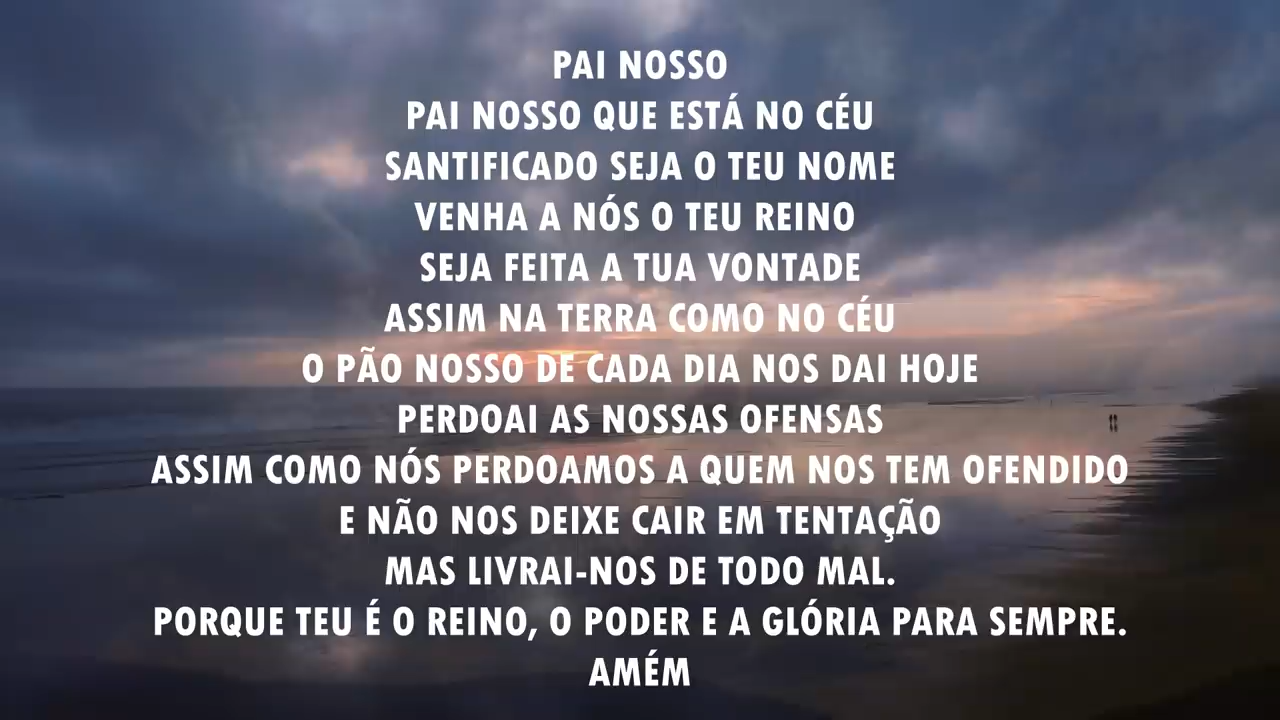 PAI NOSSO
PAI NOSSO QUE ESTÁ NO CÉU
SANTIFICADO SEJA O TEU NOME
VENHA A NÓS O TEU REINO
SEJA FEITA A TUA VONTADE
ASSIM NA TERRA COMO NO CÉU
O PÃO NOSSO DE CADA DIA NOS DAI HOJE
PERDOAI AS NOSSAS OFENSAS
ASSIM COMO NÓS PERDOAMOS A QUEM NOS TEM OFENDIDO
E NÃO NOS DEIXE CAIR EM TENTAÇÃO
MAS LIVRAI-NOS DE TODO MAL.
PORQUE TEU É O REINO, O PODER E A GLÓRIA PARA SEMPRE.
AMÉM